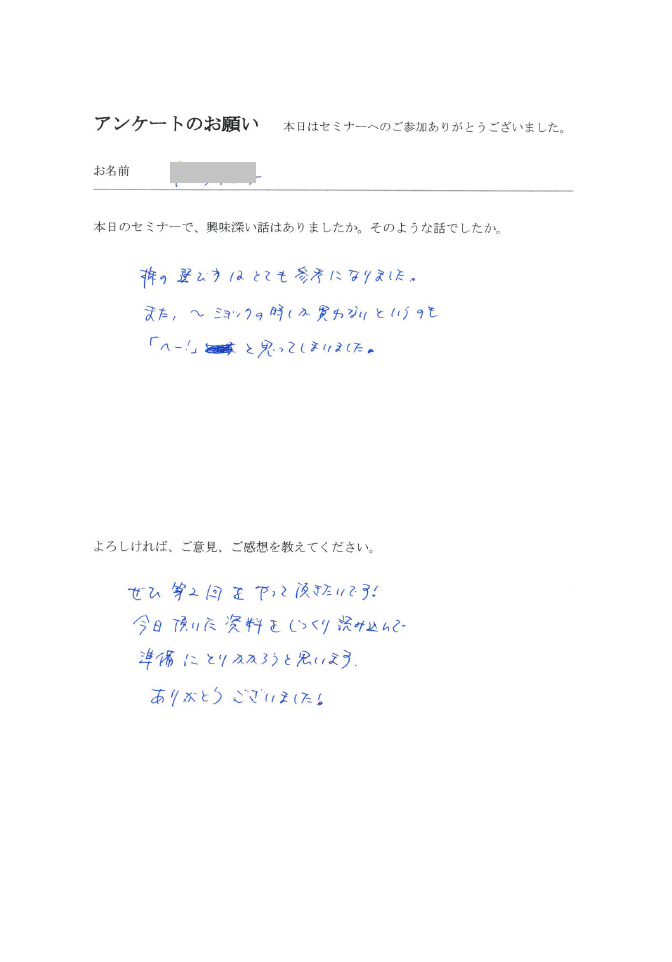 アンケートのお願い　本日はセミナーへのご参加ありがとうございました。
お名前
本日のセミナーで、興味深い話はありましたか。そのような話でしたか。
株の選び方はとても参考になりました。
また、～ショックの時しか買わないというのも
「へー！」と思ってしまいました。
よろしければ、ご意見、ご感想を教えてください。
ぜひ第2回をやって頂きたいです！
今日頂いた資料をじっくり読み込んで
準備にとりかかろうと思います。
ありがとうございました！